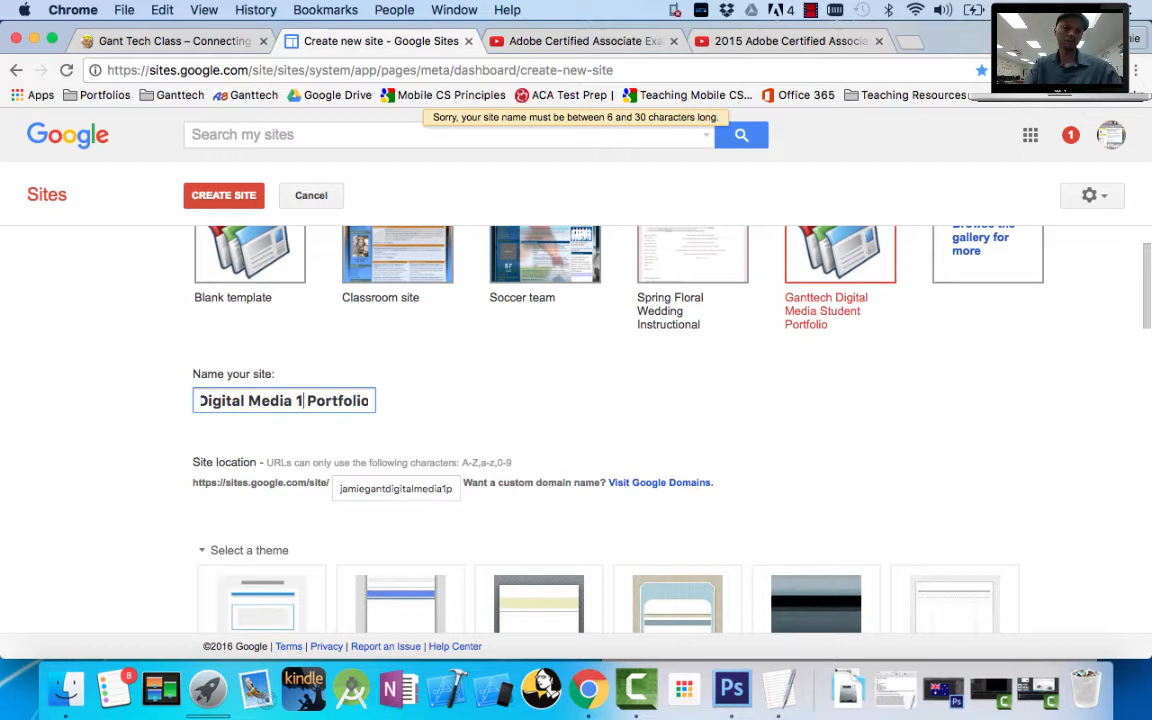 Chrome File Edit View History Bookmarks People Window Help
4
Gant Tech Class – Connecting
Create new site - Google Sites
Adobe Certified Associate Exa
2015 Adobe Certified Associa
nie
https://sites.google.com/site/sites/system/app/pages/meta/dashboard/create-new-site
Apps Portfolios Ganttech Ganttech Google Drive Mobile CS Principles ACA Test Prep | Teaching Mobile CS... Office 365 Teaching Resources
Sorry, your site name must be between 6 and 30 characters long.
Google
Search my sites
1
Sites
CREATE SITE
Cancel
Browse the
gallery for
more
Blank template
Classroom site
Soccer team
Spring Floral
Wedding
Instructional
Ganttech Digital
Media Student
Portfolio
Name your site:
Digital Media 1 Portfolio
Site location - URLs can only use the following characters: A-Z,a-z,0-9
https://sites.google.com/site/ jamiegantdigitalmedia1p Want a custom domain name? Visit Google Domains.
Select a theme
©2016 Google | Terms | Privacy | Report an Issue | Help Center
8
kindle
N
C
Ps